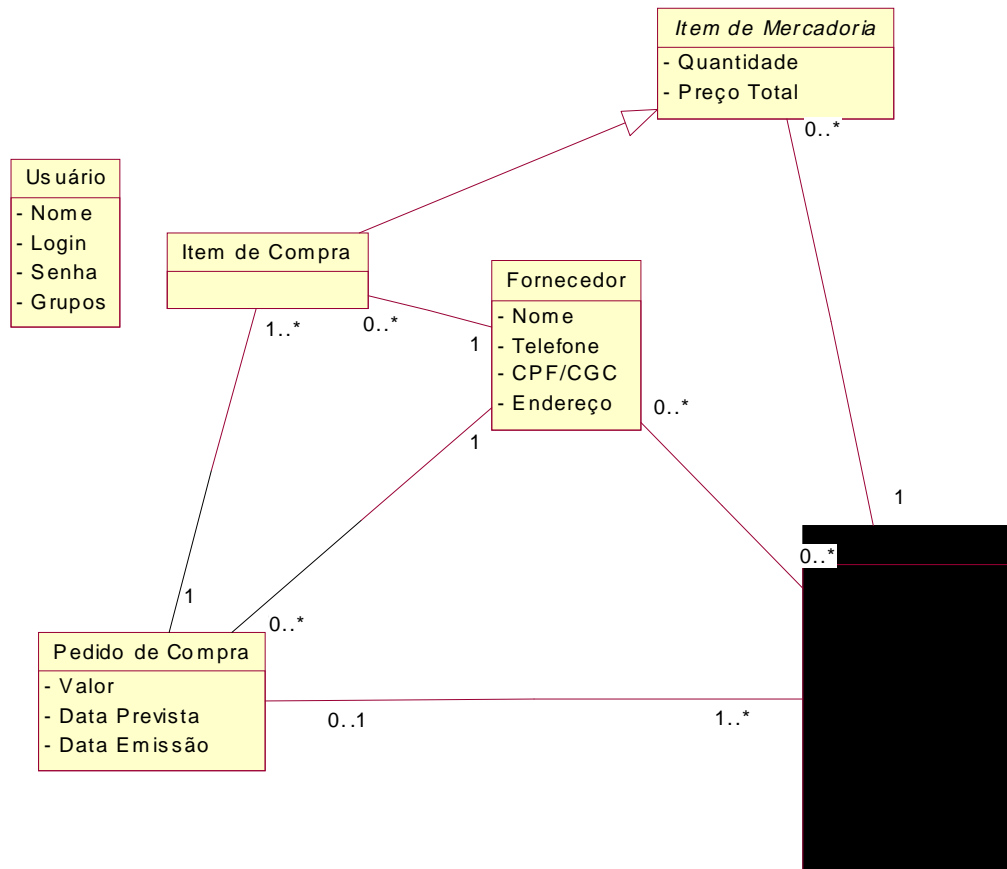 Item de Mercadoria
- Quantidade
- Preço Total
0..*
Usuário
- Nome
- Login
- Senha
- Grupos
Item de Compra
1..*
0..*
Fornecedor
- Nome
- Telefone
- CPF/CGC
- Endereço
1
1
0..*
1
0..*
1
0..*
Pedido de Compra
- Valor
- Data Prevista
- Data Emissão
0..1
1..*